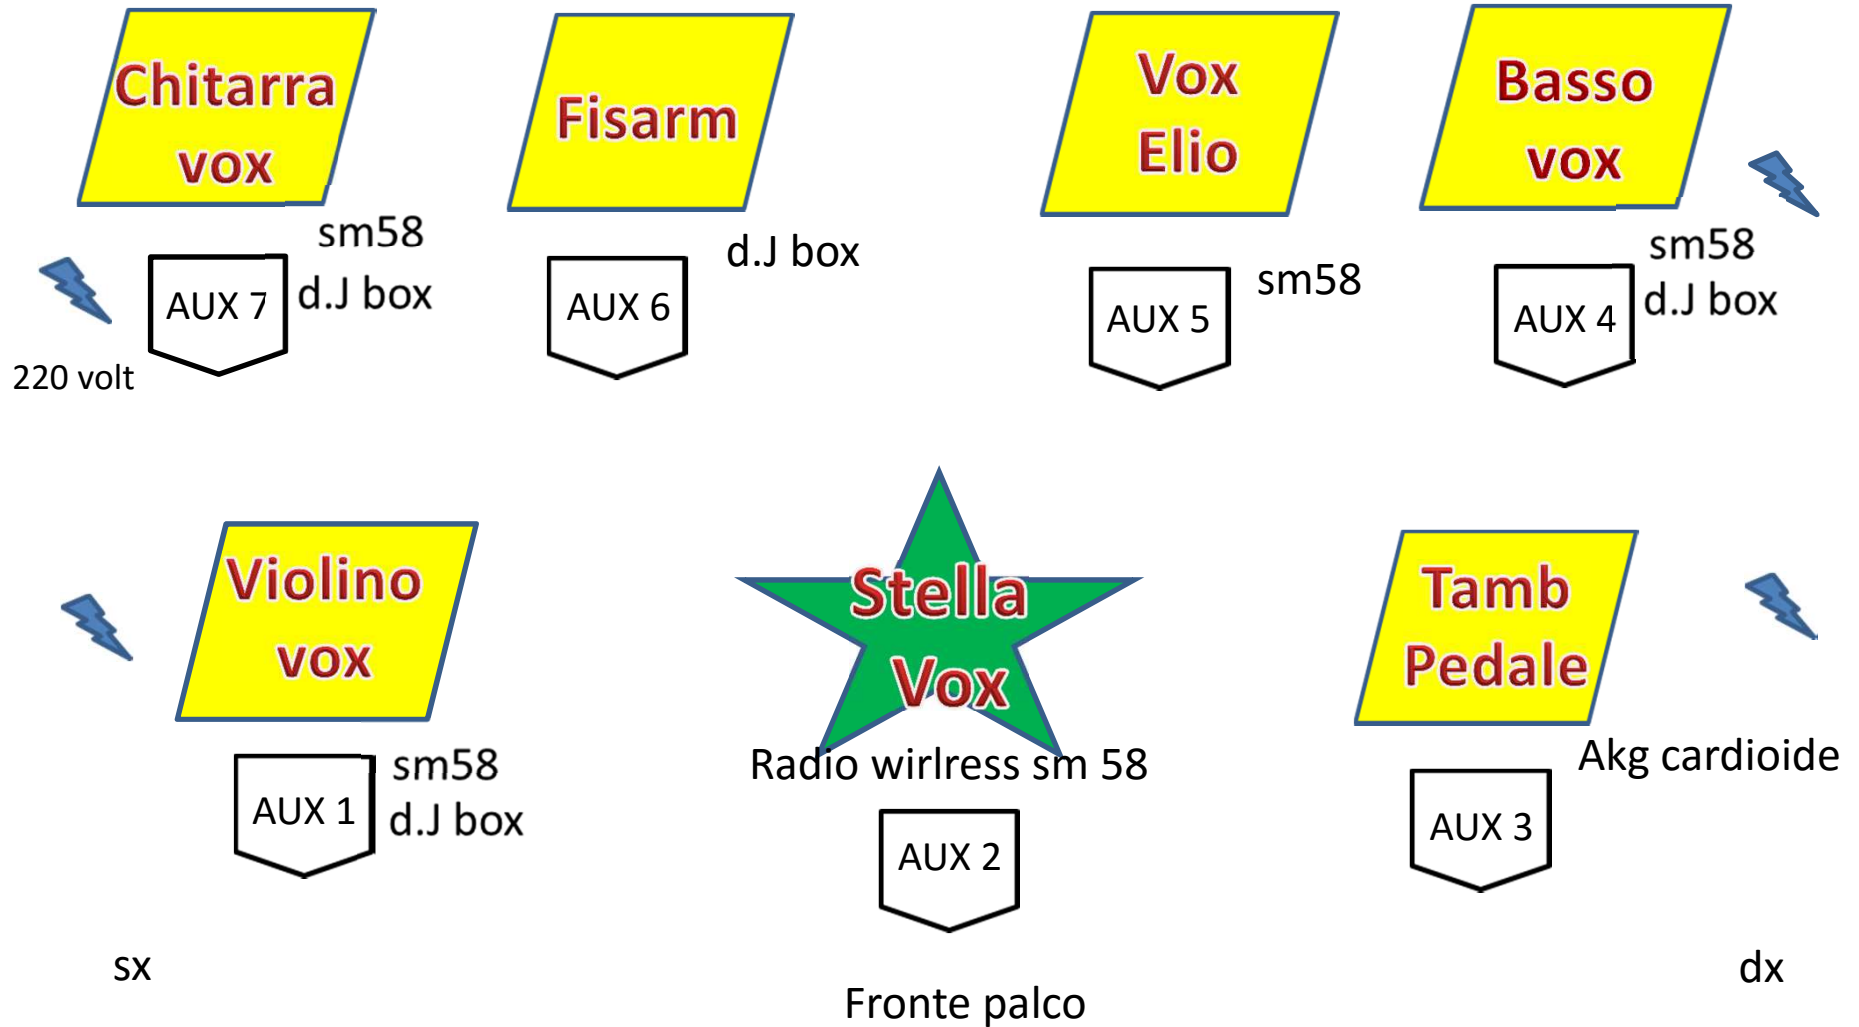 Chitarra
vox
sm58
d.J box
AUX 7
220 volt
Fisarm
d.J box
AUX 6
Vox
Elio
sm58
AUX 5
Basso
vox
sm58
d.J box
AUX 4
Violino
vox
sm58
d.J box
AUX 1
Stella
Vox
Radio wirlress sm 58
AUX 2
Tamb
Pedale
Akg cardioide
AUX 3
sx
dx
Fronte palco